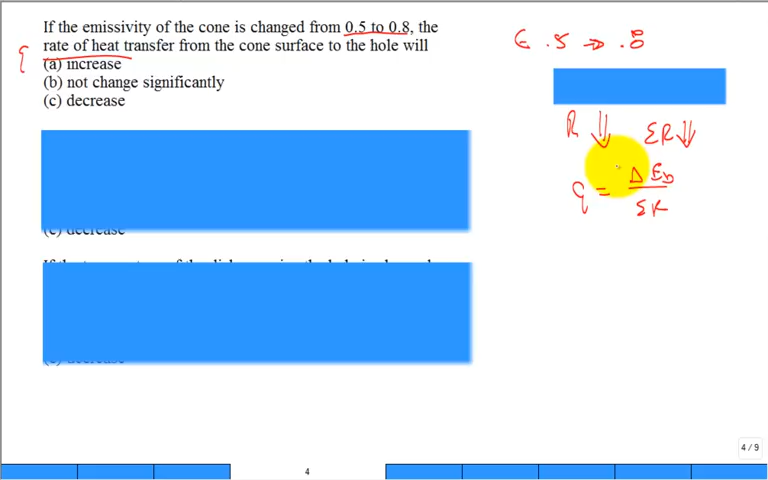 If the emissivity of the cone is changed from 0.5 to 0.8, the
rate of heat transfer from the cone surface to the hole will
(a) increase
(b) not change significantly
(c) decrease
ϵ .5 → .8
R ⇓ ΣR ⇓
q = ΔEb / ΣR
q
(c) decrease
4 / 9
4